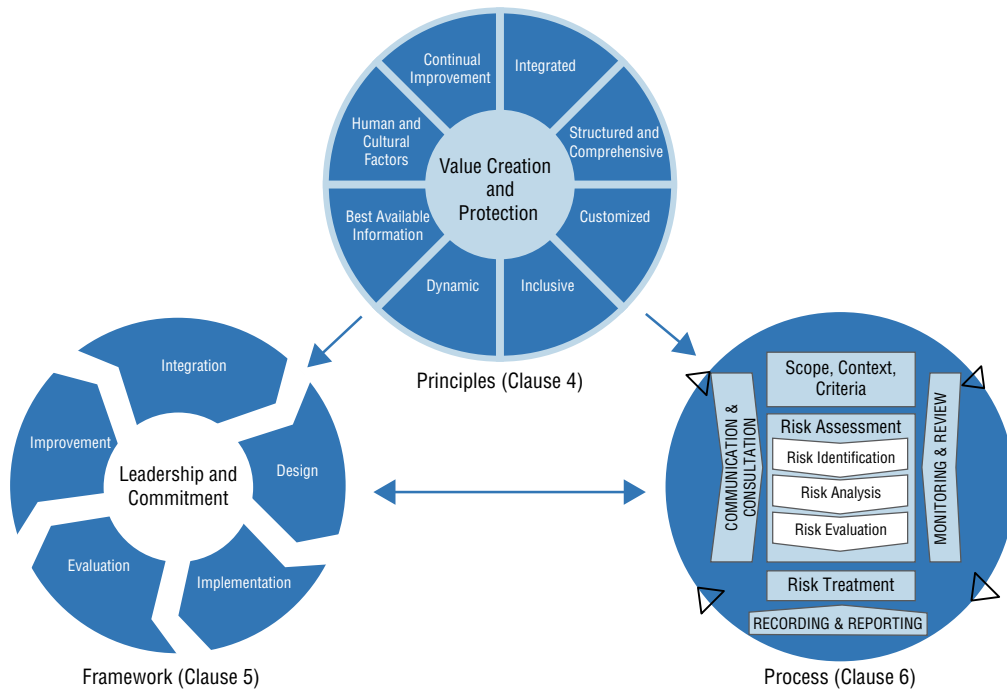 Continual
Improvement
Integrated
Human and
Cultural
Factors
Structured and
Comprehensive
Value Creation
and
Protection
Best Available
Information
Customized
Dynamic
Inclusive
Principles (Clause 4)
Integration
Improvement
Design
Leadership and
Commitment
Evaluation
Implementation
Framework (Clause 5)
Scope, Context,
Criteria
COMMUNICATION &
CONSULTATION
Risk Assessment
Risk Identification
Risk Analysis
Risk Evaluation
MONITORING & REVIEW
Risk Treatment
RECORDING & REPORTING
Process (Clause 6)